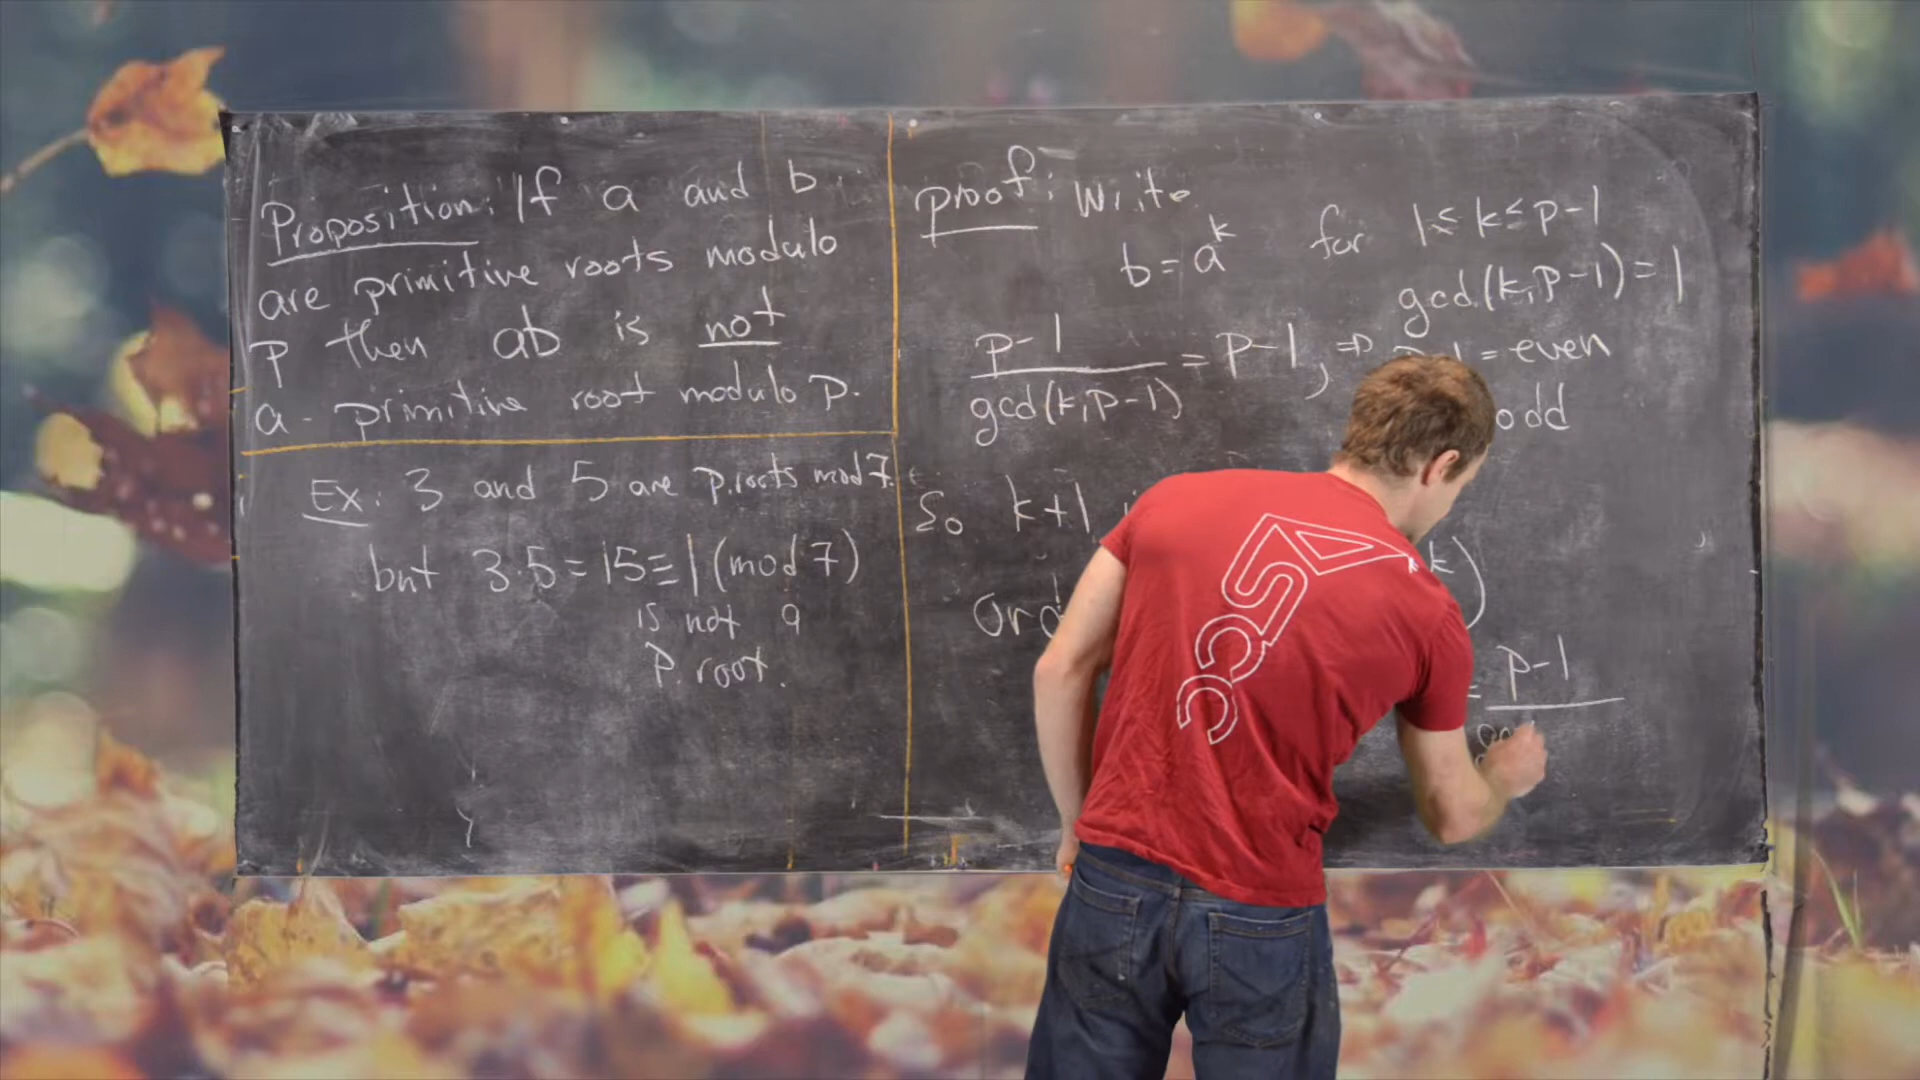 Proposition: If a and b
are primitive roots modulo
p then ab is not
a primitive root modulo p.
Ex: 3 and 5 are p.roots mod 7.
but 3·5 = 15 ≡ 1 (mod 7)
is not a
p. root.
proof: Write
b = a^k for 1 ≤ k ≤ p-1
gcd(k, p-1) = 1
p-1
gcd(k, p-1)
= p-1, ⇒
= even
odd
So k+1
ord
k)
= p-1